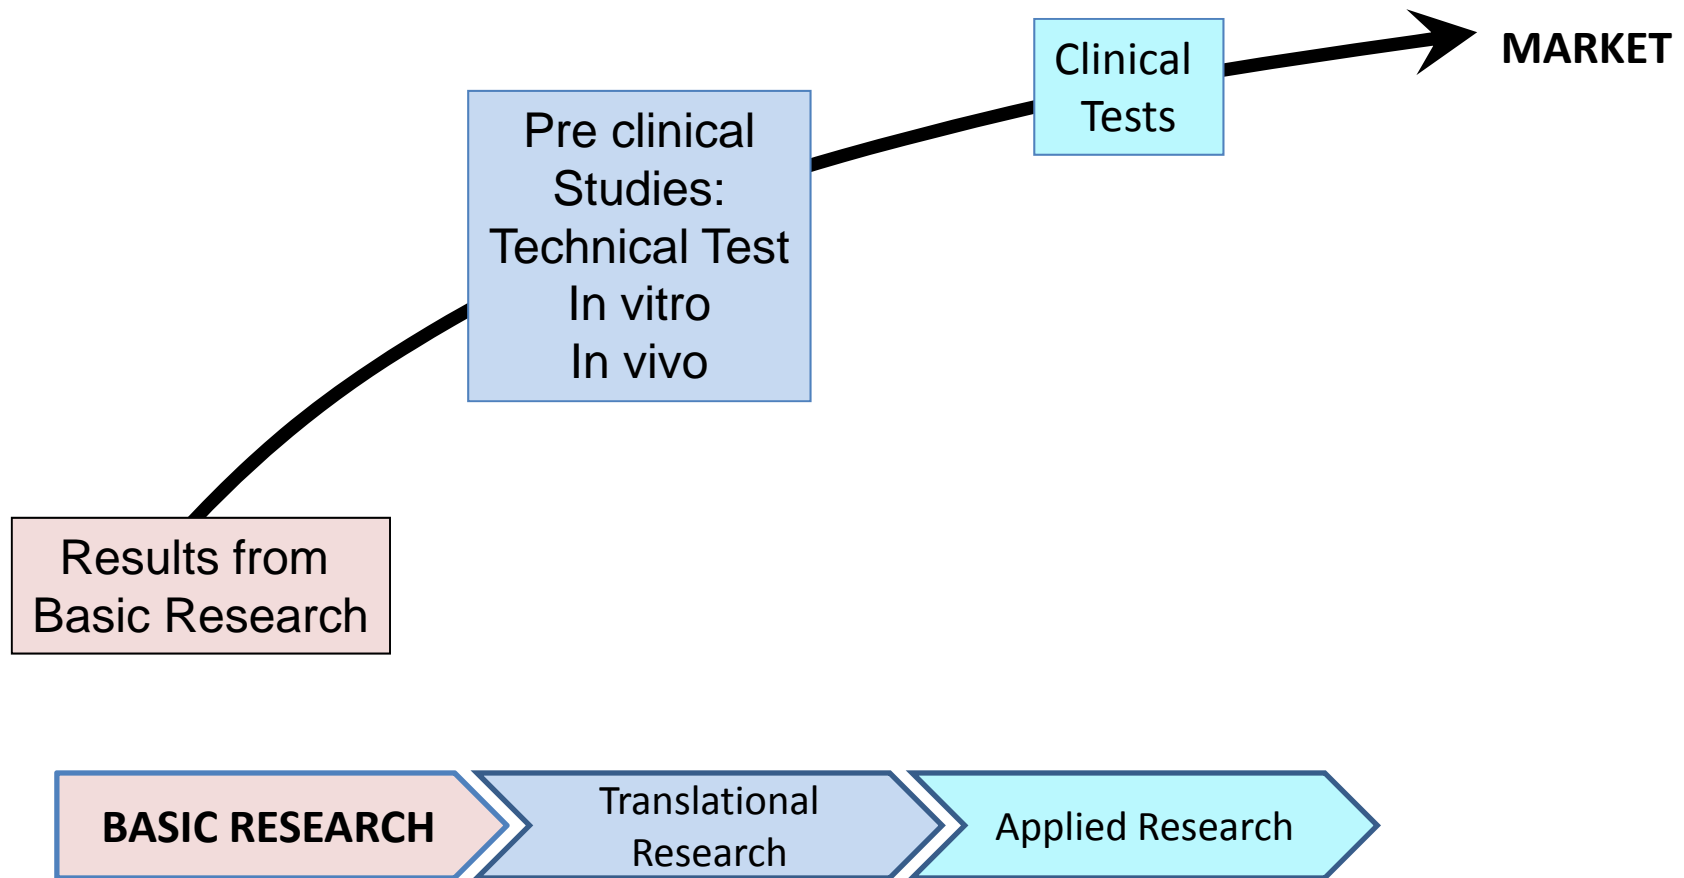 Clinical
Tests
MARKET
Pre clinical
Studies:
Technical Test
In vitro
In vivo
Results from
Basic Research
BASIC RESEARCH
Translational
Research
Applied Research